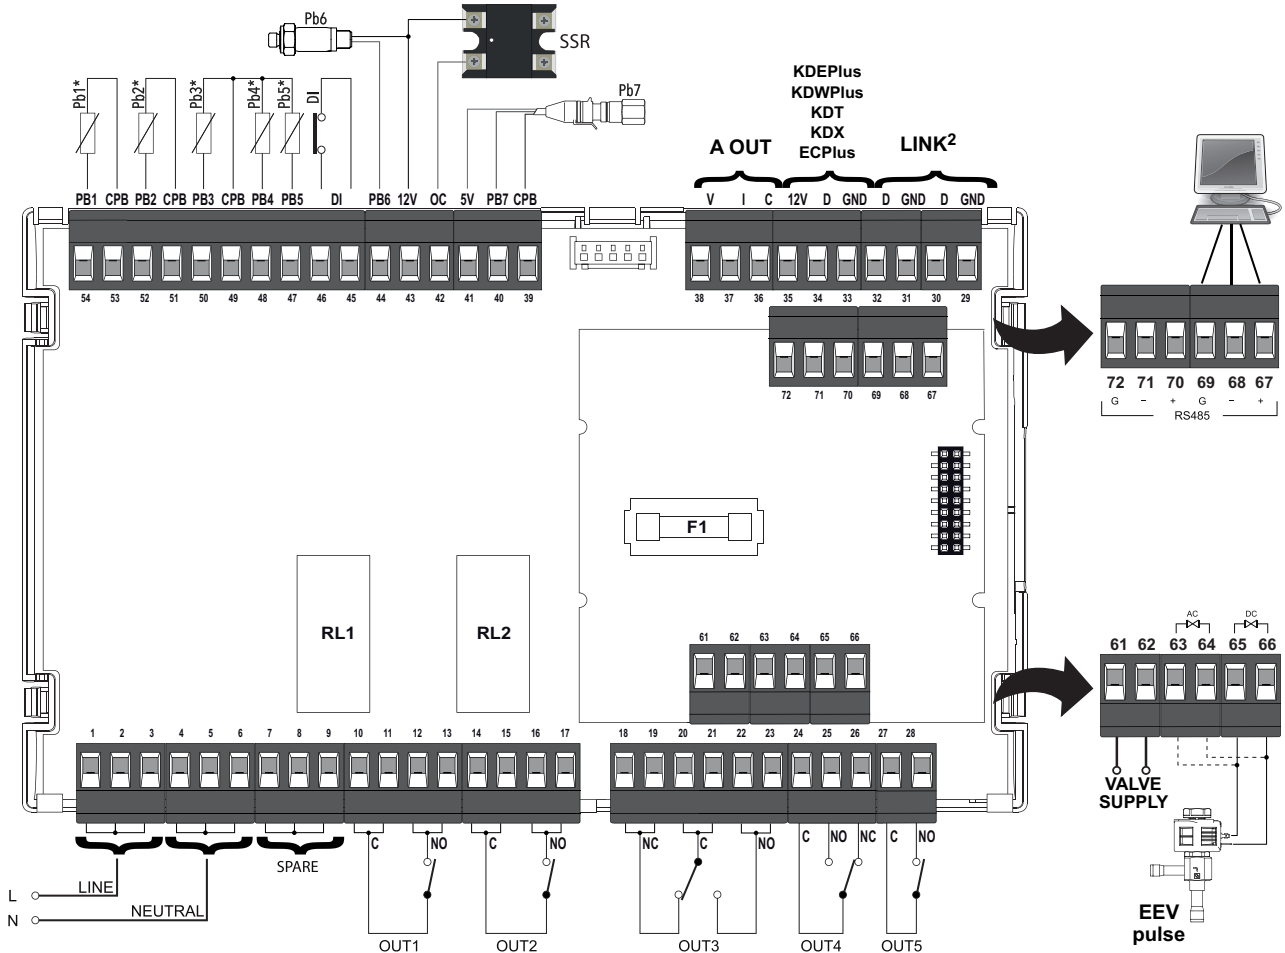 Pb6
SSR
Pb7
KDEPlus
KDWPlus
KDT
KDX
ECPlus
A OUT
LINK²
Pb1* Pb2* Pb3* Pb4* Pb5* DI
PB1 CPB PB2 CPB PB3 CPB PB4 PB5 DI PB6 12V OC 5V PB7 CPB
V I C 12V D GND D GND D GND
54 53 52 51 50 49 48 47 46 45 44 43 42 41 40 39
38 37 36 35 34 33 32 31 30 29
72 71 70 69 68 67
72 71 70 69 68 67
G – + G – +
RS485
F1
RL1
RL2
61 62 63 64 65 66
AC DC
61 62 63 64 65 66
VALVE
SUPPLY
EEV
pulse
1 2 3 4 5 6 7 8 9 10 11 12 13 14 15 16 17
18 19 20 21 22 23 24 25 26 27 28
C NO C NO NC C NO C NO NC C NO
SPARE
L LINE
N NEUTRAL
OUT1 OUT2 OUT3 OUT4 OUT5